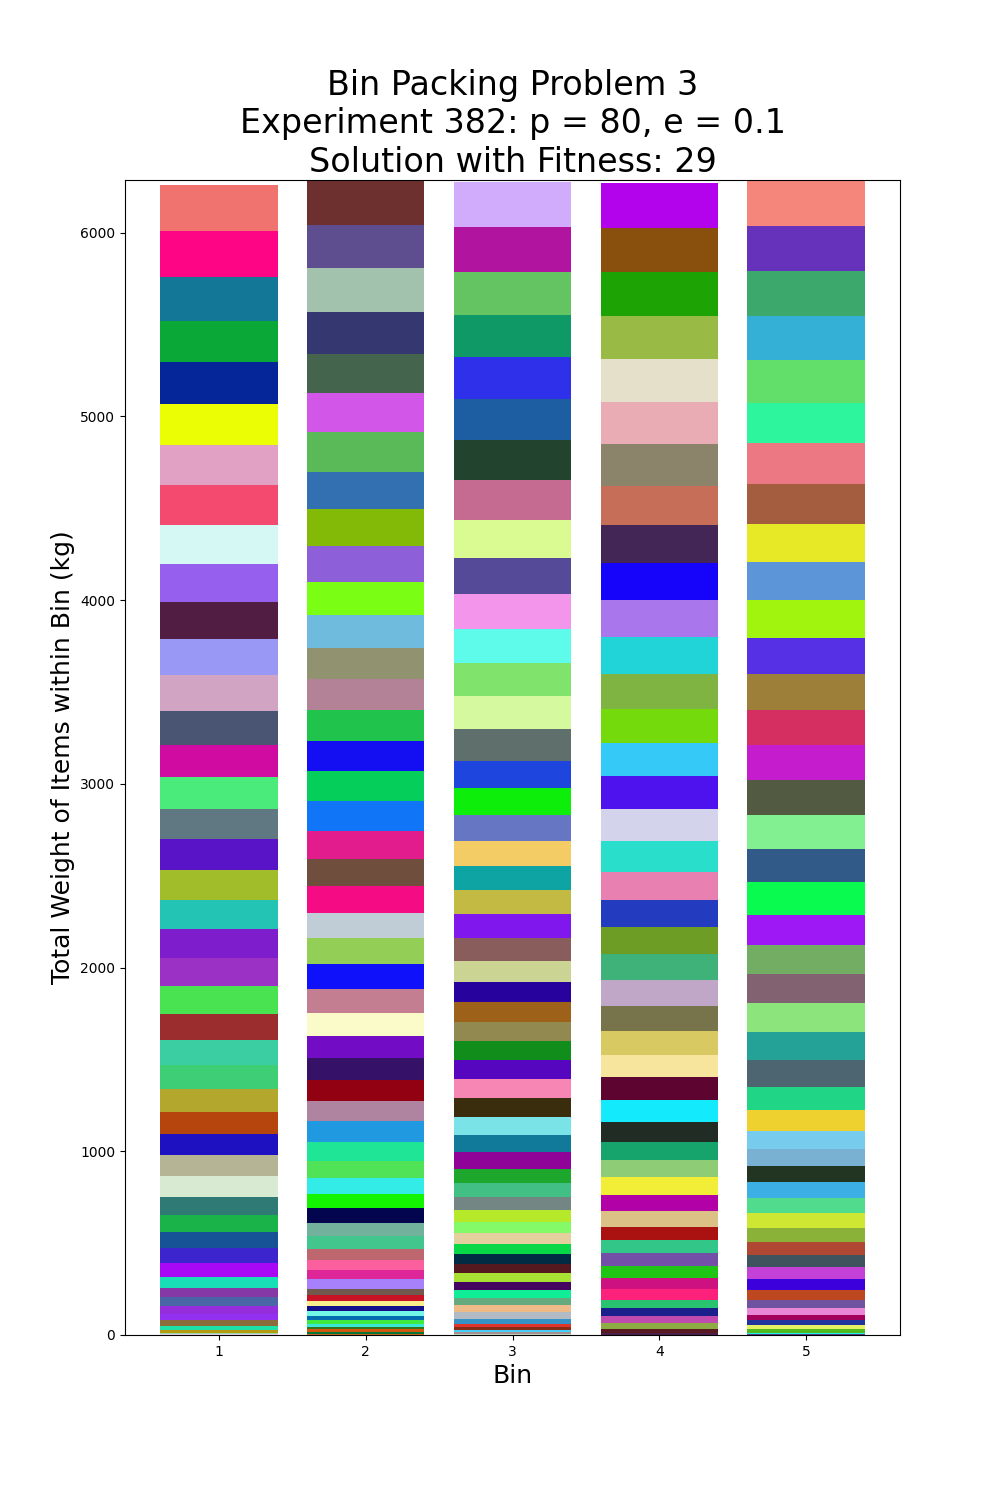 Bin Packing Problem 3
Experiment 382: p = 80, e = 0.1
Solution with Fitness: 29
Total Weight of Items within Bin (kg)
6000
5000
4000
3000
2000
1000
0
1 2 3 4 5
Bin